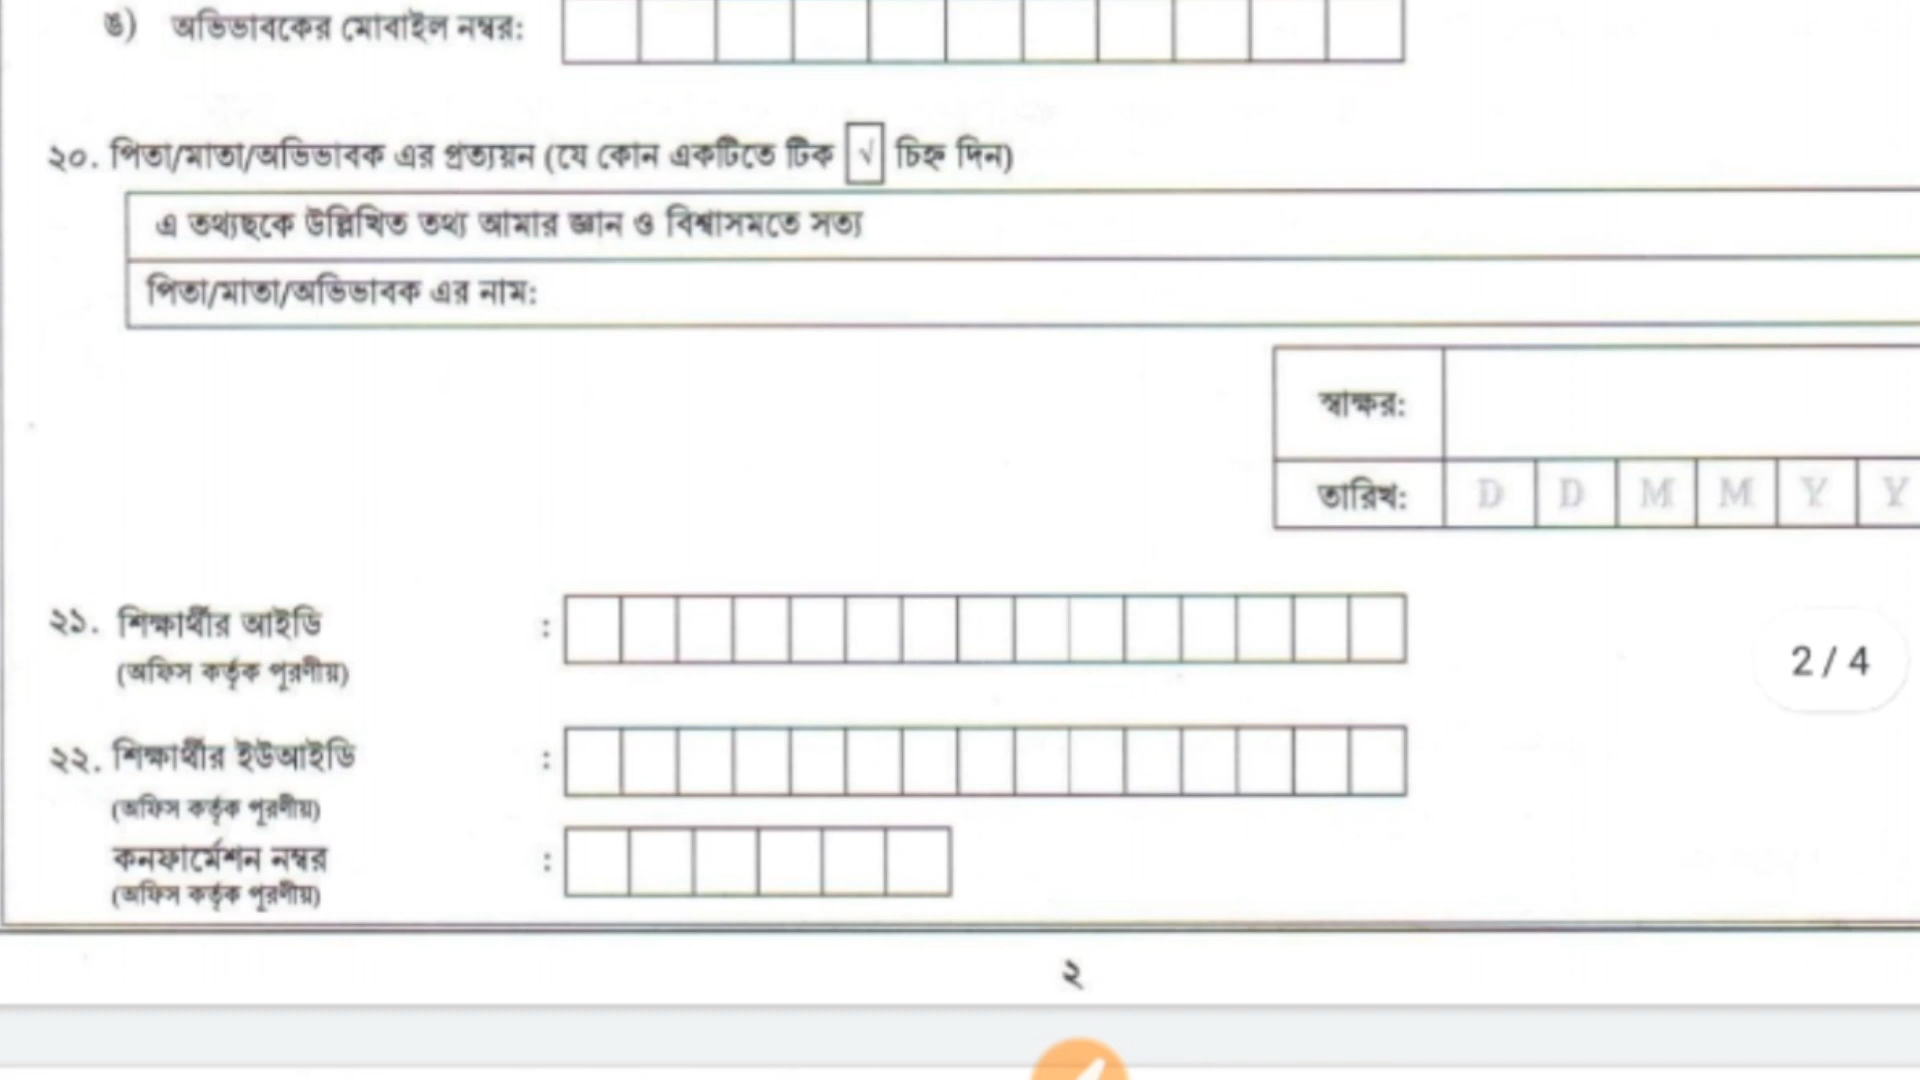 ঙ) অভিভাবকের মোবাইল নম্বর:
২০. পিতা/মাতা/অভিভাবক এর প্রত্যয়ন (যে কোন একটিতে টিক √ চিহ্ন দিন)
এ তথ্যছকে উল্লিখিত তথ্য আমার জ্ঞান ও বিশ্বাসমতে সত্য
পিতা/মাতা/অভিভাবক এর নাম:
স্বাক্ষর:
তারিখ: D D M M Y Y
২১. শিক্ষার্থীর আইডি :
(অফিস কর্তৃক পূরণীয়)
2 / 4
২২. শিক্ষার্থীর ইউআইডি :
(অফিস কর্তৃক পূরণীয়)
কনফার্মেশন নম্বর :
(অফিস কর্তৃক পূরণীয়)
২